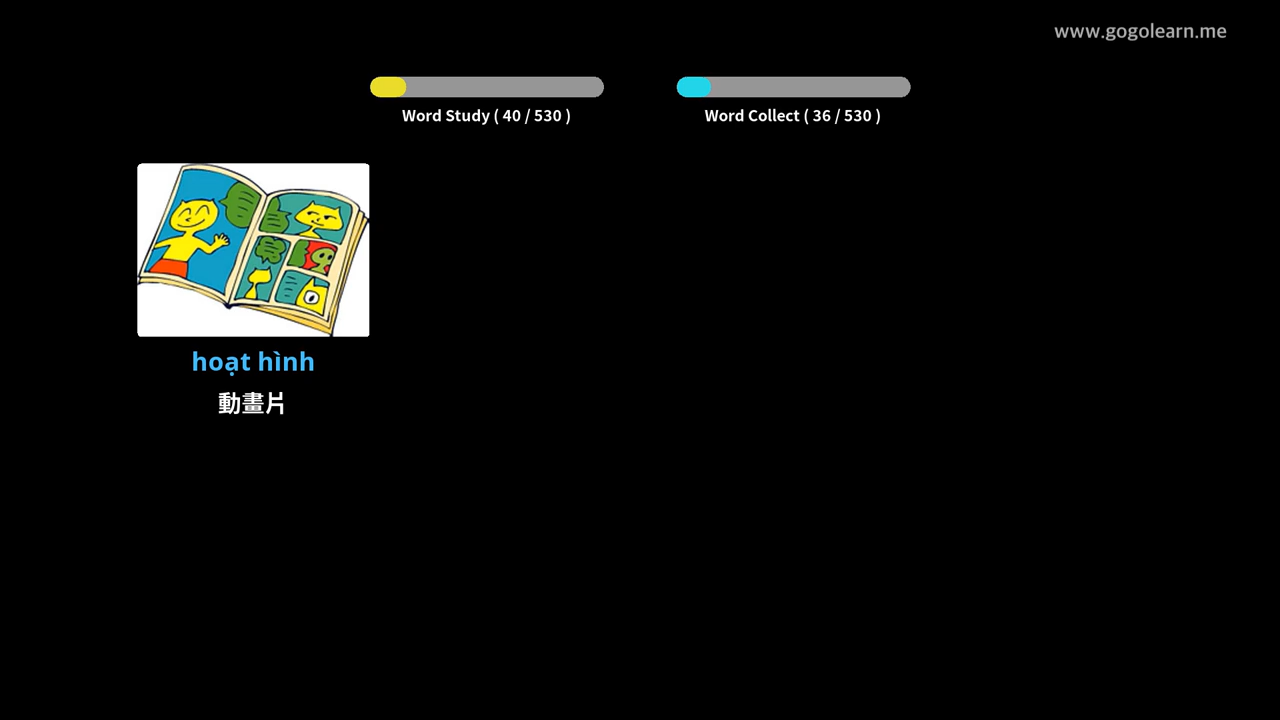 www.gogolearn.me
Word Study ( 40 / 530 )
Word Collect ( 36 / 530 )
hoạt hình
動畫片